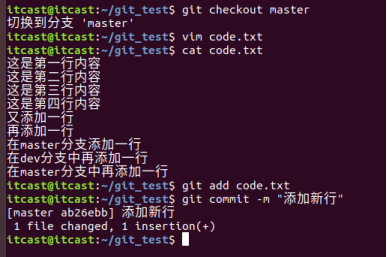 itcast@itcast:~/git_test$ git checkout master
切换到分支 'master'
itcast@itcast:~/git_test$ vim code.txt
itcast@itcast:~/git_test$ cat code.txt
这是第一行内容
这是第二行内容
这是第三行内容
这是第四行内容
又添加一行
再添加一行
在master分支添加一行
在dev分支中再添加一行
在master分支中再添加一行
itcast@itcast:~/git_test$ git add code.txt
itcast@itcast:~/git_test$ git commit -m "添加新行"
[master ab26ebb] 添加新行
 1 file changed, 1 insertion(+)
itcast@itcast:~/git_test$